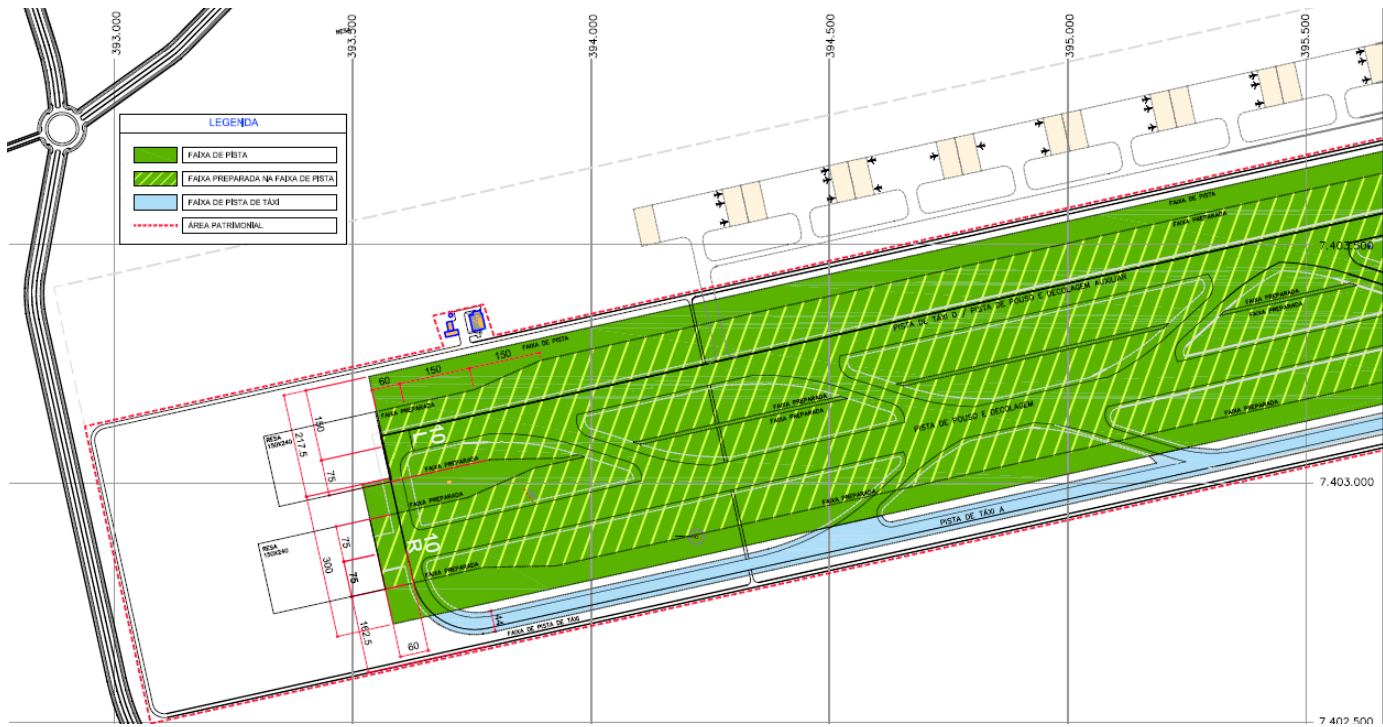 393.000
393.500
394.000
394.500
395.000
395.500
RESA
LEGENDA
FAIXA DE PISTA
FAIXA PREPARADA NA FAIXA DE PISTA
FAIXA DE PISTA DE TÁXI
ÁREA PATRIMONIAL
FAIXA DE PISTA
FAIXA PREPARADA
7.403.500
PISTA DE TÁXI D / PISTA DE POUSO E DECOLAGEM AUXILIAR
FAIXA PREPARADA
FAIXA PREPARADA
FAIXA DE PISTA
150
150
60
FAIXA PREPARADA
FAIXA PREPARADA
FAIXA PREPARADA
PISTA DE POUSO E DECOLAGEM
FAIXA PREPARADA
150
217.5
75
RESA
150X240
10
L
FAIXA PREPARADA
FAIXA PREPARADA
FAIXA PREPARADA
7.403.000
PISTA DE TÁXI A
RESA
150X240
75
300
75
10
R
FAIXA PREPARADA
162.5
60
44
FAIXA DE PISTA DE TÁXI
7.402.500